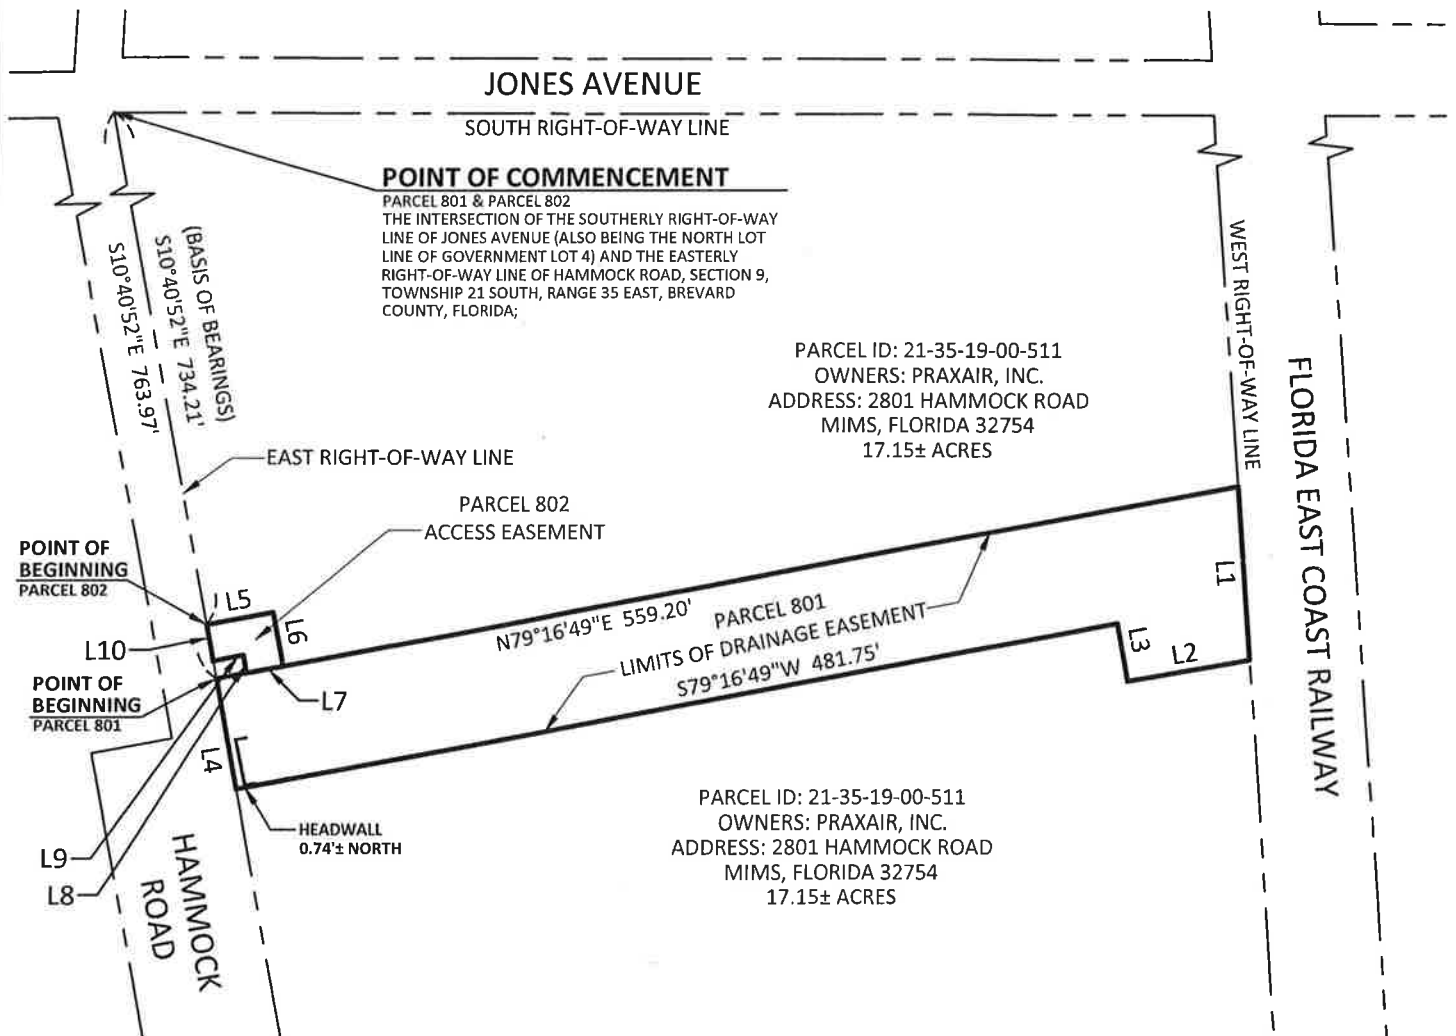 JONES AVENUE
SOUTH RIGHT-OF-WAY LINE
POINT OF COMMENCEMENT
PARCEL 801 & PARCEL 802
THE INTERSECTION OF THE SOUTHERLY RIGHT-OF-WAY
LINE OF JONES AVENUE (ALSO BEING THE NORTH LOT
LINE OF GOVERNMENT LOT 4) AND THE EASTERLY
RIGHT-OF-WAY LINE OF HAMMOCK ROAD, SECTION 9,
TOWNSHIP 21 SOUTH, RANGE 35 EAST, BREVARD
COUNTY, FLORIDA;
(BASIS OF BEARINGS)
S10°40'52"E 734.21'
S10°40'52"E 763.97'
WEST RIGHT-OF-WAY LINE
FLORIDA EAST COAST RAILWAY
PARCEL ID: 21-35-19-00-511
OWNERS: PRAXAIR, INC.
ADDRESS: 2801 HAMMOCK ROAD
MIMS, FLORIDA 32754
17.15± ACRES
EAST RIGHT-OF-WAY LINE
PARCEL 802
ACCESS EASEMENT
POINT OF
BEGINNING
PARCEL 802
L5
L6
L10
L1
N79°16'49"E 559.20'
PARCEL 801
LIMITS OF DRAINAGE EASEMENT
S79°16'49"W 481.75'
L3
L2
POINT OF
BEGINNING
PARCEL 801
L7
L4
HEADWALL
0.74'± NORTH
L9
L8
HAMMOCK
ROAD
PARCEL ID: 21-35-19-00-511
OWNERS: PRAXAIR, INC.
ADDRESS: 2801 HAMMOCK ROAD
MIMS, FLORIDA 32754
17.15± ACRES